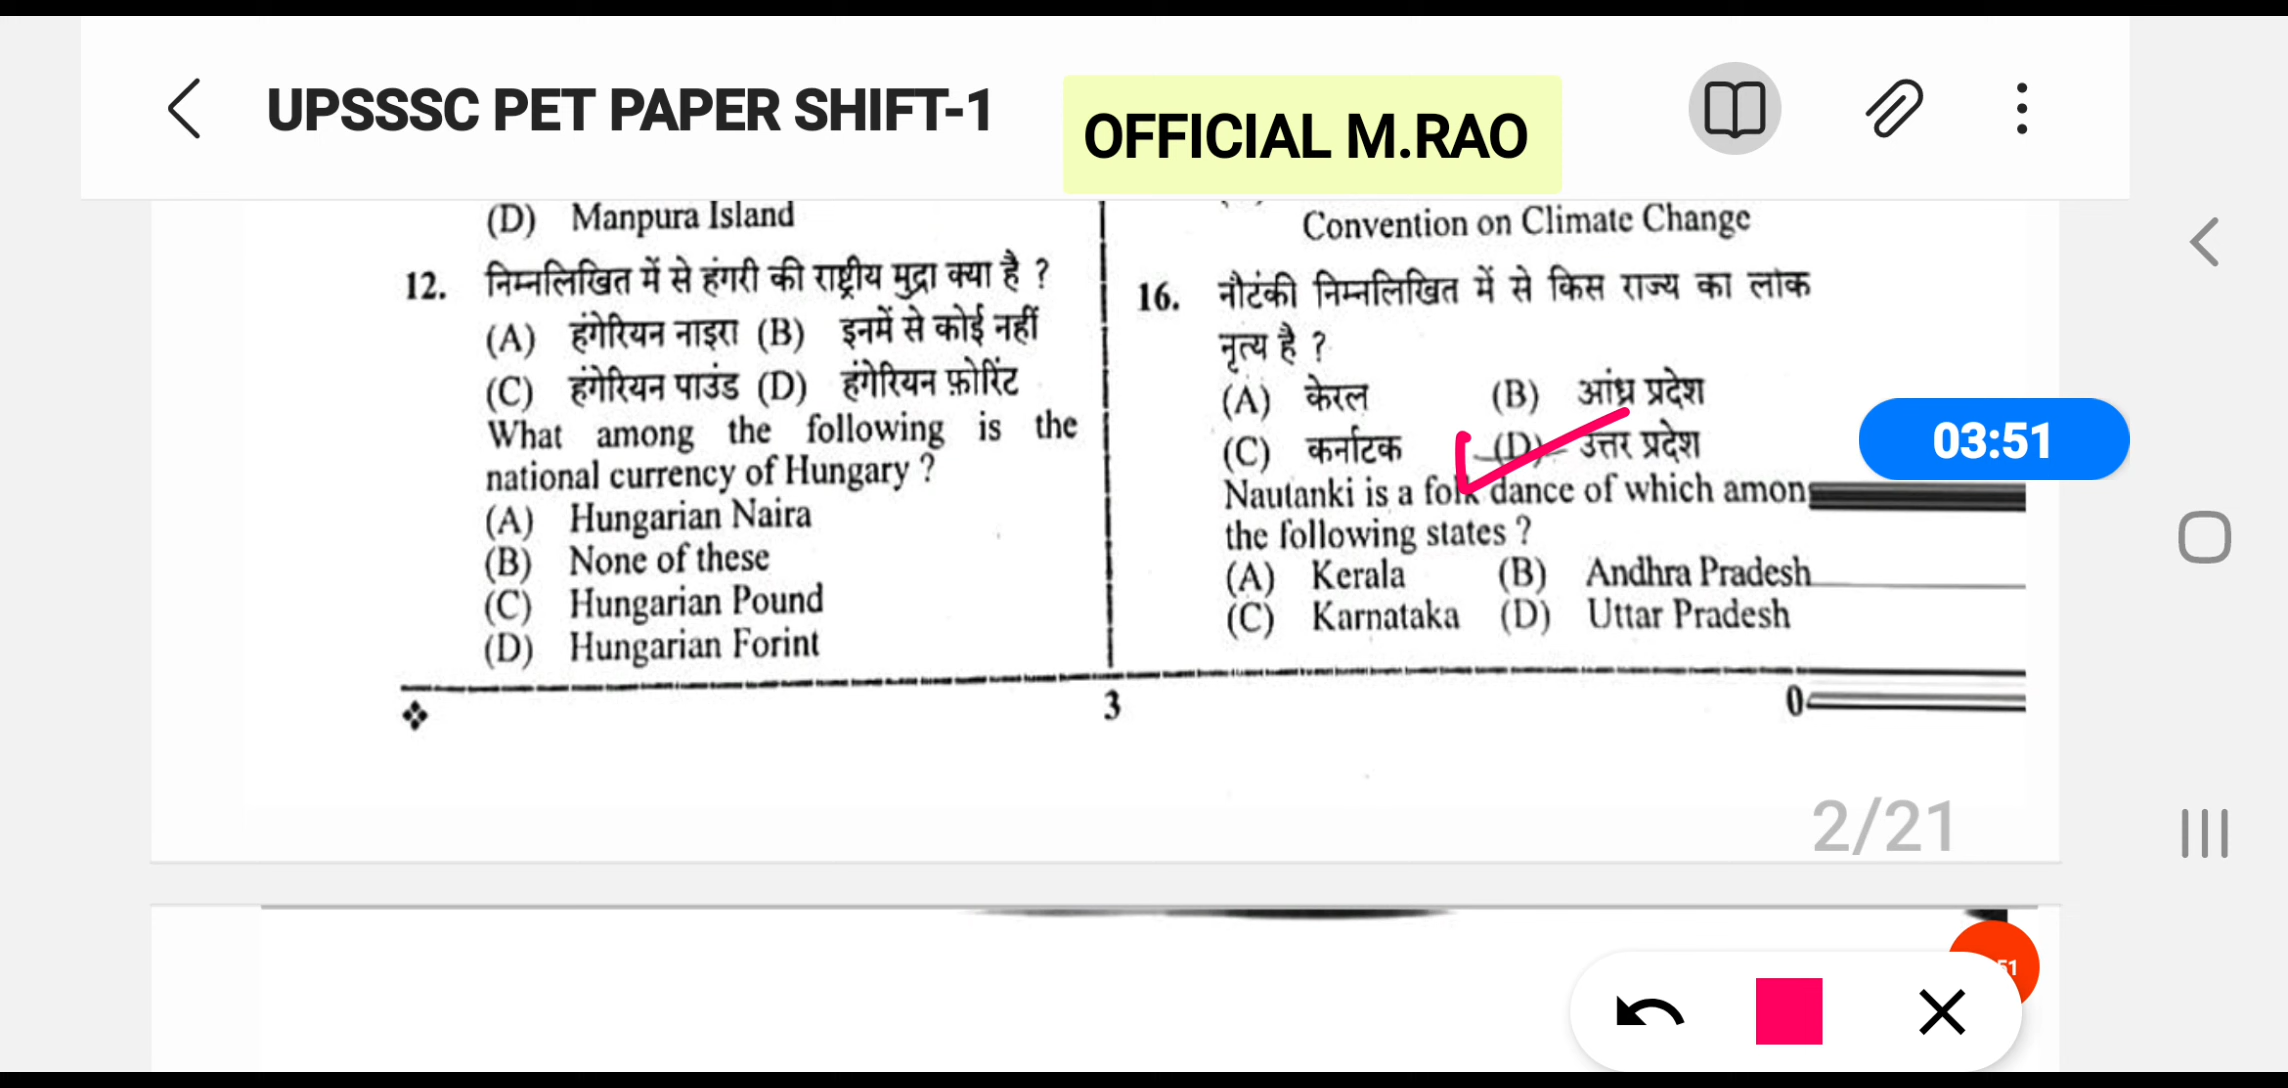 UPSSSC PET PAPER SHIFT-1
OFFICIAL M.RAO
(D) Manpura Island
12. निम्नलिखित में से हंगरी की राष्ट्रीय मुद्रा क्या है ?
(A) हंगेरियन नाइरा (B) इनमें से कोई नहीं
(C) हंगेरियन पाउंड (D) हंगेरियन फ़ोरिंट
What among the following is the
national currency of Hungary ?
(A) Hungarian Naira
(B) None of these
(C) Hungarian Pound
(D) Hungarian Forint
Convention on Climate Change
16. नौटंकी निम्नलिखित में से किस राज्य का लोक
नृत्य है ?
(A) केरल (B) आंध्र प्रदेश
(C) कर्नाटक (D) उत्तर प्रदेश
Nautanki is a folk dance of which among
the following states ?
(A) Kerala (B) Andhra Pradesh
(C) Karnataka (D) Uttar Pradesh
03:51
3
0
2/21
51